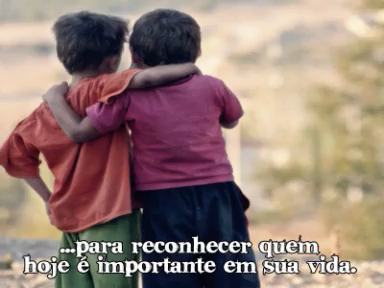 ...para reconhecer quem
hoje é importante em sua vida.